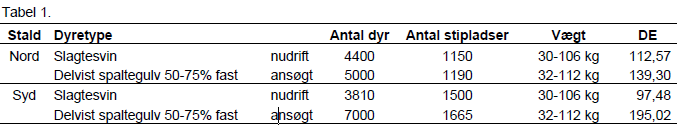 Tabel 1.
Stald Dyretype Antal dyr Antal stipladser Vægt DE
Nord Slagtesvin nudrift 4400 1150 30-106 kg 112,57
Delvist spaltegulv 50-75% fast ansøgt 5000 1190 32-112 kg 139,30
Syd Slagtesvin nudrift 3810 1500 30-106 kg 97,48
Delvist spaltegulv 50-75% fast ansøgt 7000 1665 32-112 kg 195,02